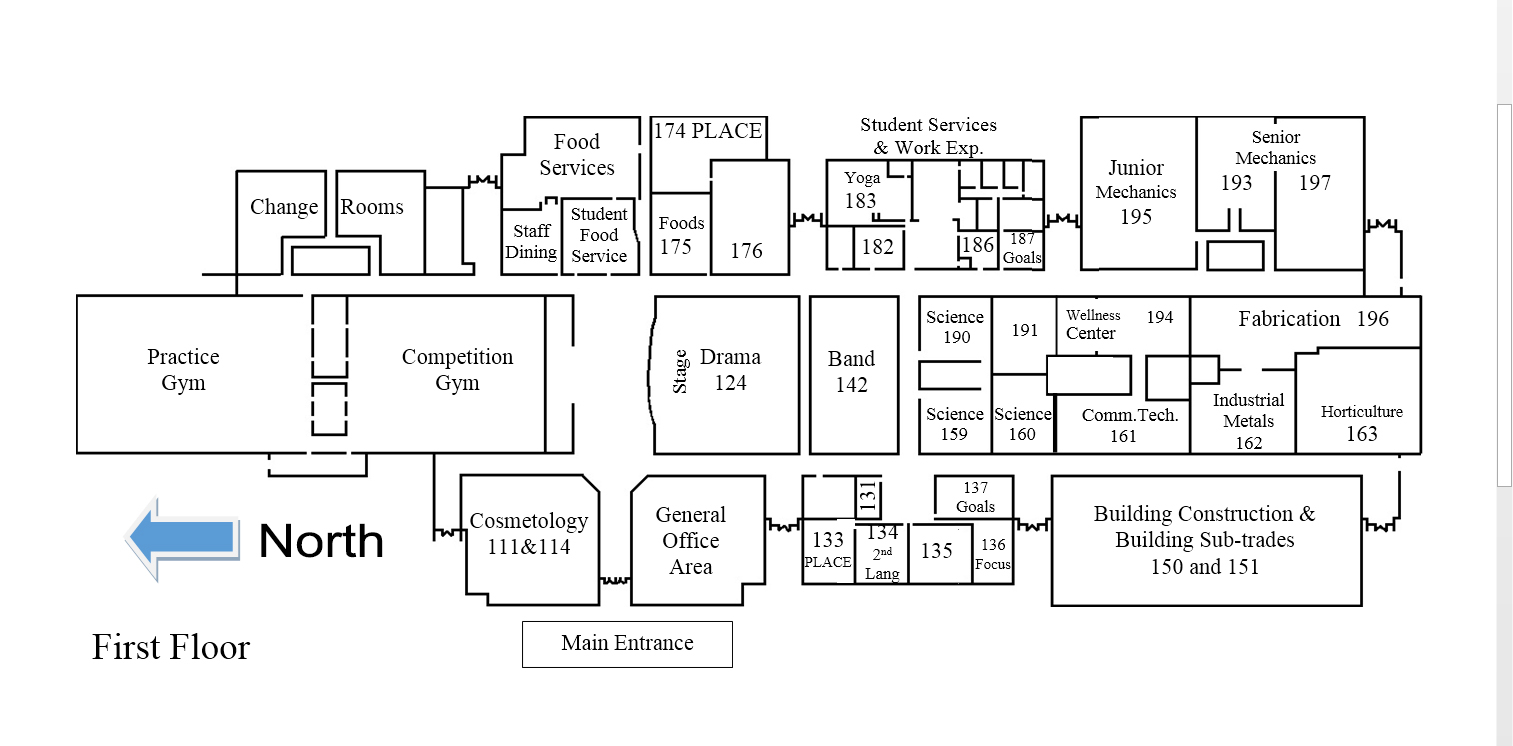 Food
Services
174 PLACE
Student Services
& Work Exp.
Senior
Mechanics
193
197
Junior
Mechanics
195
Yoga
183
Change
Rooms
Staff
Dining
Student
Food
Service
Foods
175
176
182
186
187
Goals
Practice
Gym
Competition
Gym
Stage
Drama
124
Band
142
Science
190
191
Wellness
Center
194
Fabrication 196
Science
159
Science
160
Comm.Tech.
161
Industrial
Metals
162
Horticulture
163
North
Cosmetology
111&114
General
Office
Area
131
133
PLACE
134
2nd
Lang
135
136
Focus
137
Goals
Building Construction &
Building Sub-trades
150 and 151
First Floor
Main Entrance